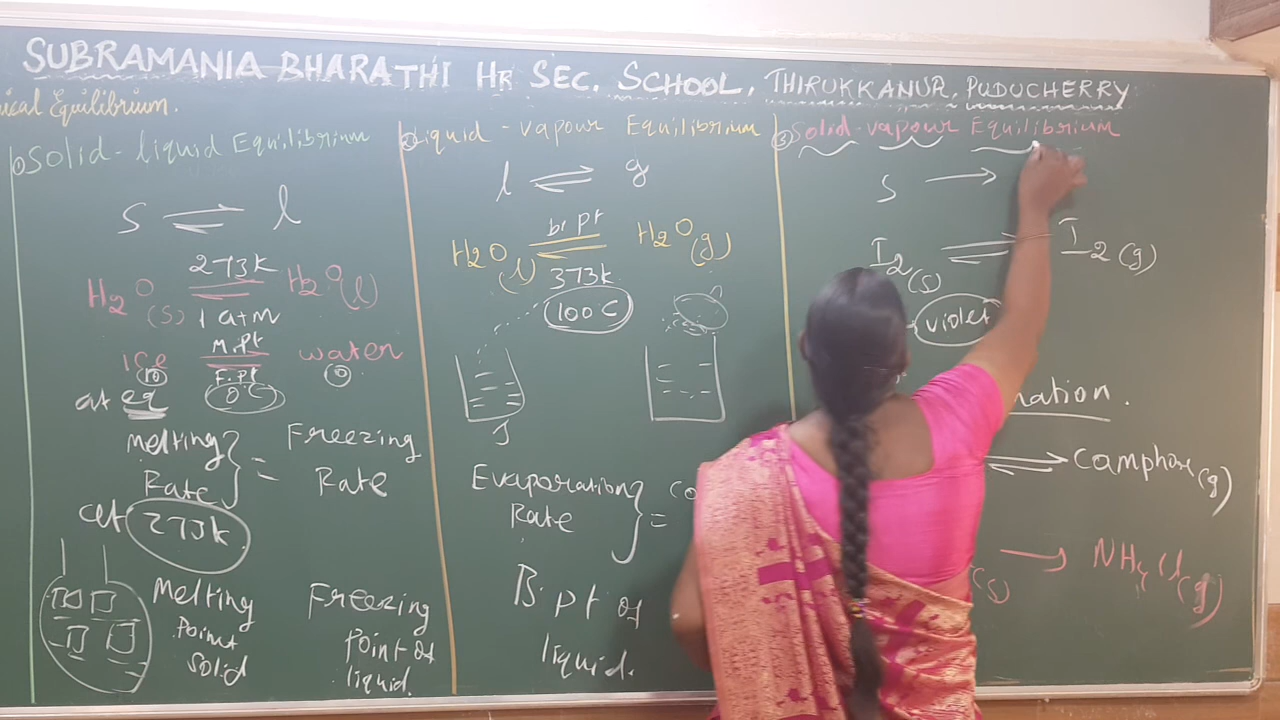 SUBRAMANIA BHARATHI HR SEC. SCHOOL, THIRUKKANUR, PUDUCHERRY
ical Equilibrium.
① Solid-liquid Equilibrium
S ⇌ l
273K
H2O(s) ⇌ H2O(l)
1 atm
M.pt
ICe ⇌ water
F.pt
0°C
at eq
Melting Rate } = Freezing Rate
at 273K
Melting Point Solid
Freezing Point of liquid.
② Liquid-vapour Equilibrium
l ⇌ g
br pt
H2O(l) ⇌ H2O(g)
373K
100°C
Evaporation Rate } = co
B. pt of liquid.
③ Solid-vapour Equilibrium
S →
I2(s) ⇌ I2(g)
violet
mation.
⇌ camphor(g)
(s) → NH4Cl(g)